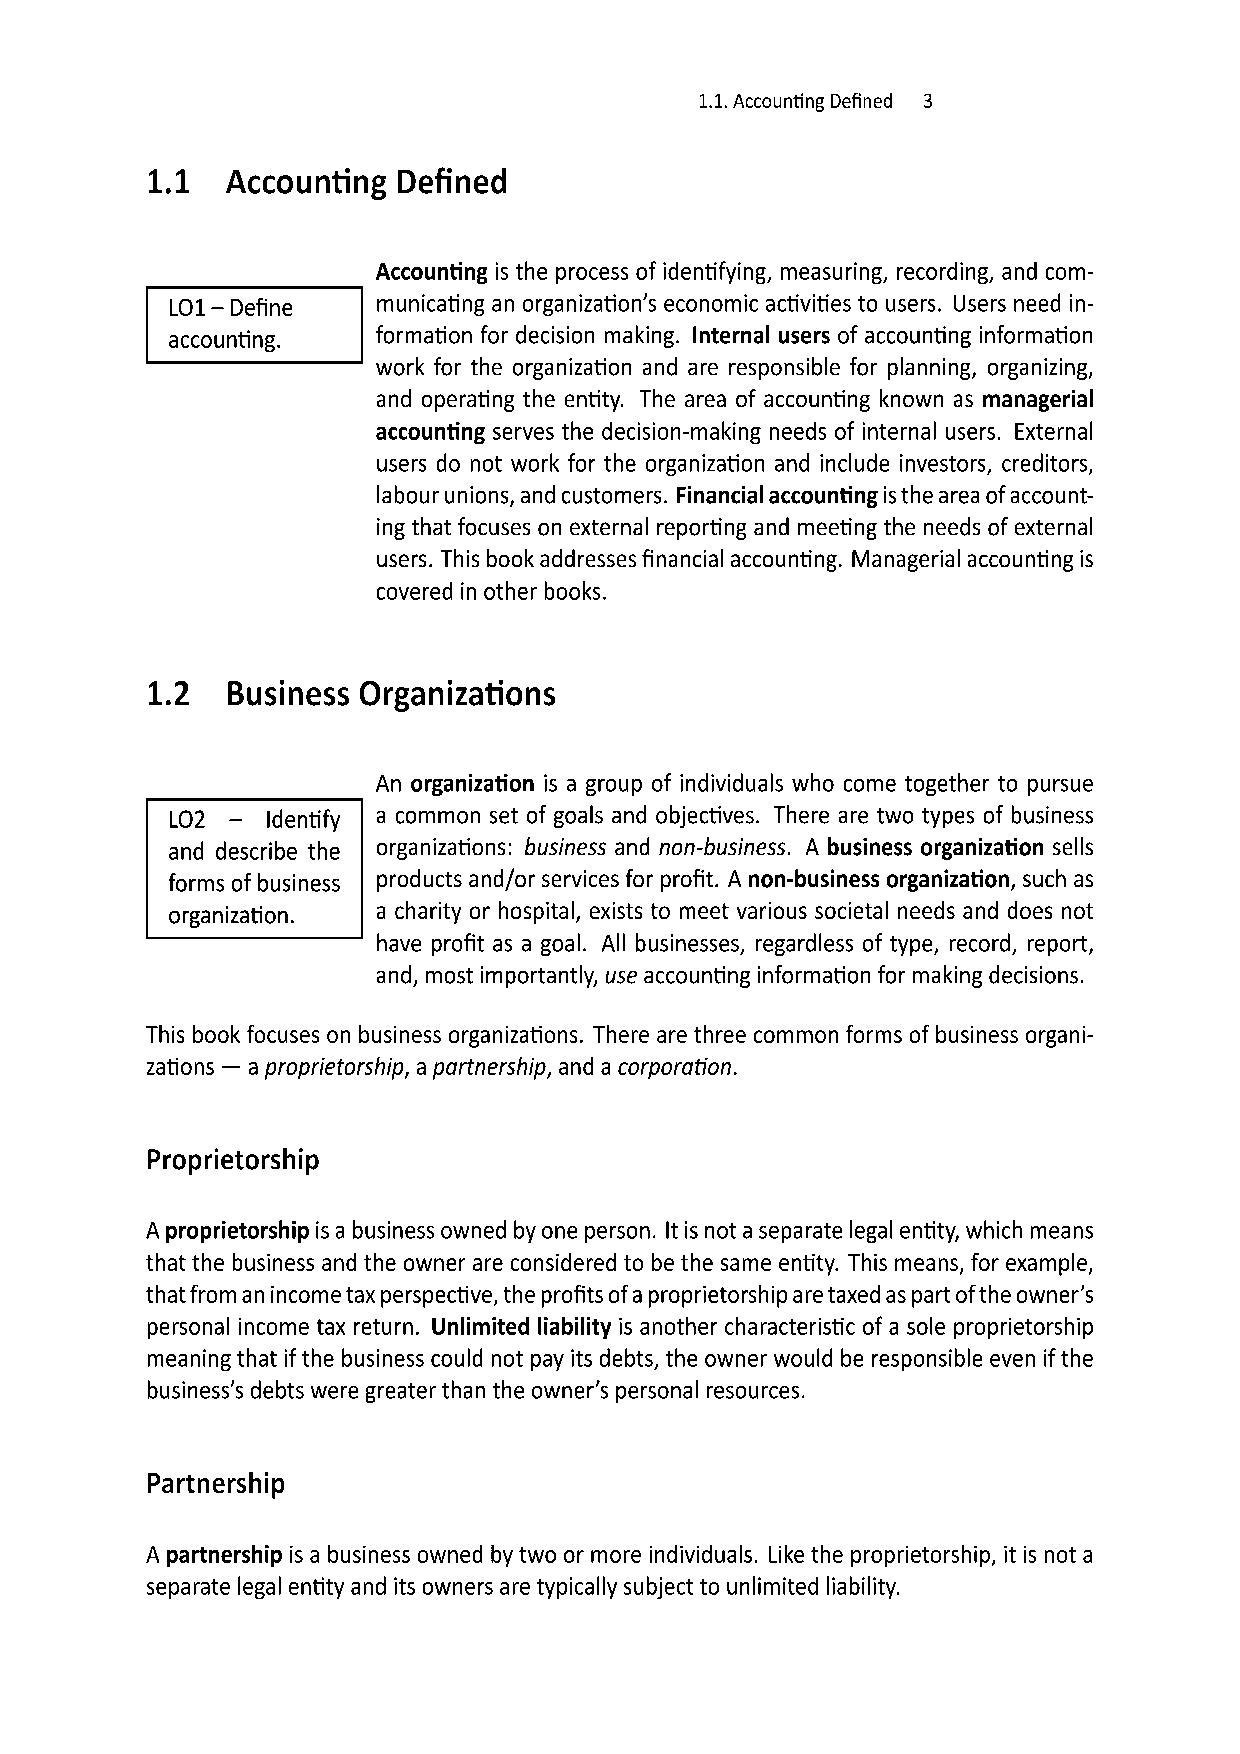 1.1. Accounting Defined 3
1.1 Accounting Defined
LO1 – Define
accounting.
Accounting is the process of identifying, measuring, recording, and com-
municating an organization’s economic activities to users. Users need in-
formation for decision making. Internal users of accounting information
work for the organization and are responsible for planning, organizing,
and operating the entity. The area of accounting known as managerial
accounting serves the decision-making needs of internal users. External
users do not work for the organization and include investors, creditors,
labour unions, and customers. Financial accounting is the area of account-
ing that focuses on external reporting and meeting the needs of external
users. This book addresses financial accounting. Managerial accounting is
covered in other books.
1.2 Business Organizations
LO2 – Identify
and describe the
forms of business
organization.
An organization is a group of individuals who come together to pursue
a common set of goals and objectives. There are two types of business
organizations: business and non-business. A business organization sells
products and/or services for profit. A non-business organization, such as
a charity or hospital, exists to meet various societal needs and does not
have profit as a goal. All businesses, regardless of type, record, report,
and, most importantly, use accounting information for making decisions.
This book focuses on business organizations. There are three common forms of business organi-
zations — a proprietorship, a partnership, and a corporation.
Proprietorship
A proprietorship is a business owned by one person. It is not a separate legal entity, which means
that the business and the owner are considered to be the same entity. This means, for example,
that from an income tax perspective, the profits of a proprietorship are taxed as part of the owner’s
personal income tax return. Unlimited liability is another characteristic of a sole proprietorship
meaning that if the business could not pay its debts, the owner would be responsible even if the
business’s debts were greater than the owner’s personal resources.
Partnership
A partnership is a business owned by two or more individuals. Like the proprietorship, it is not a
separate legal entity and its owners are typically subject to unlimited liability.